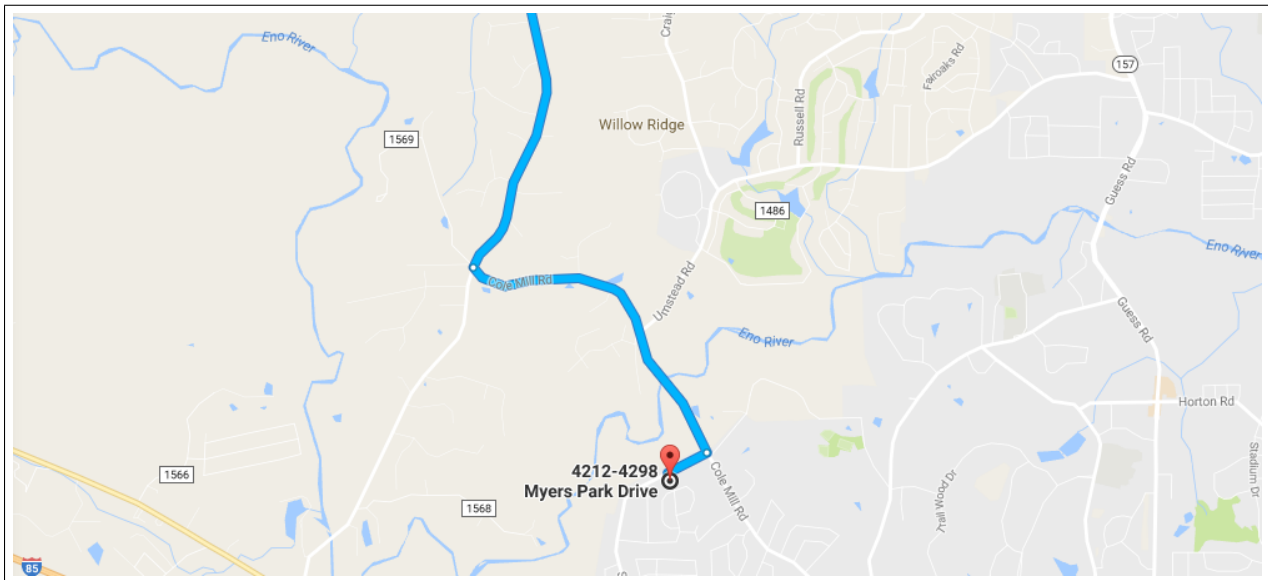 Eno River
Craig
157
Fairoaks Rd
Russell Rd
Willow Ridge
1569
Guess Rd
1486
Eno River
Cole Mill Rd
Umstead Rd
Guess Rd
Eno River
Horton Rd
4212-4298
Myers Park Drive
1566
Cole Mill Rd
Stadium Dr
Trail Wood Dr
1568
85
S